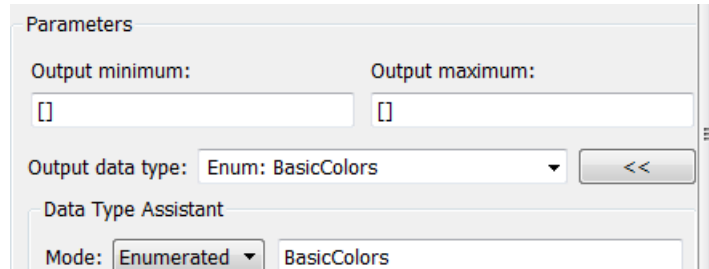 Parameters
Output minimum: Output maximum:
[] []
Output data type: Enum: BasicColors <<
Data Type Assistant
Mode: Enumerated BasicColors